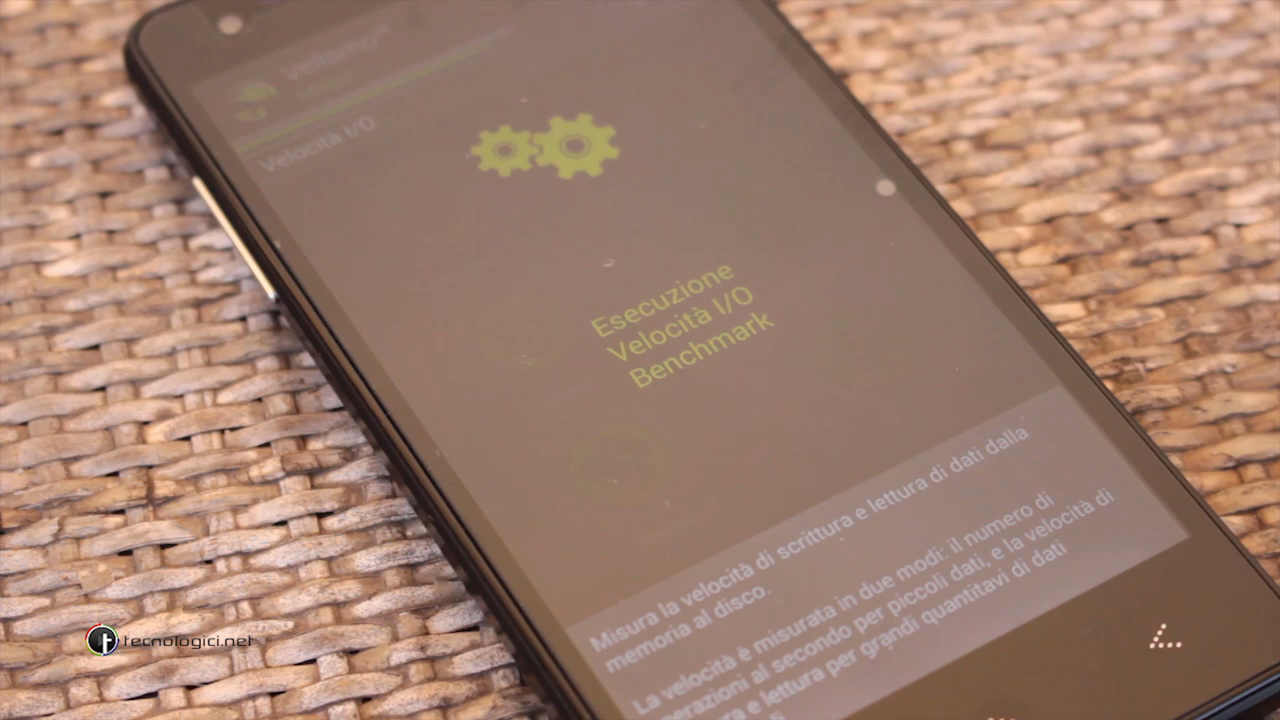 Vellamo
Velocità I/O
Esecuzione
Velocità I/O
Benchmark
Misura la velocità di scrittura e lettura di dati dalla
memoria al disco.
La velocità è misurata in due modi: il numero di
operazioni al secondo per piccoli dati, e la velocità di
e lettura per grandi quantitavi di dati
tecnologici.net